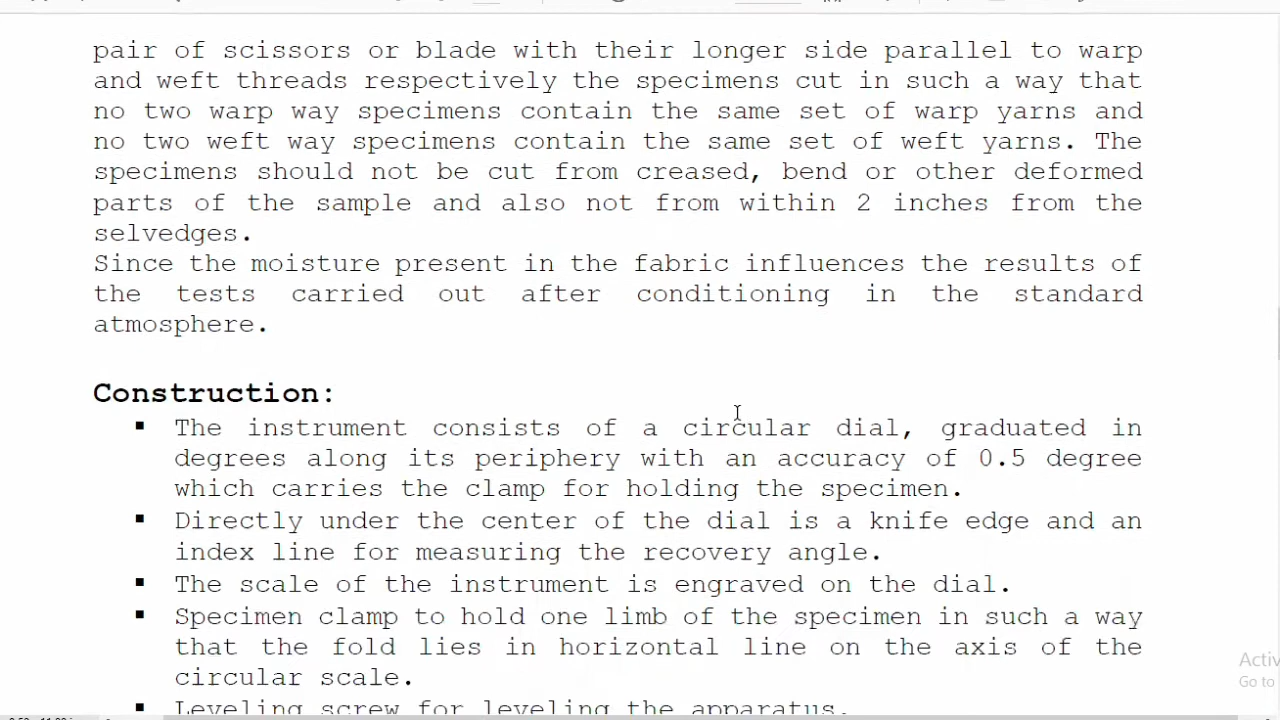 pair of scissors or blade with their longer side parallel to warp
and weft threads respectively the specimens cut in such a way that
no two warp way specimens contain the same set of warp yarns and
no two weft way specimens contain the same set of weft yarns. The
specimens should not be cut from creased, bend or other deformed
parts of the sample and also not from within 2 inches from the
selvedges.
Since the moisture present in the fabric influences the results of
the tests carried out after conditioning in the standard
atmosphere.
Construction:
▪ The instrument consists of a circular dial, graduated in
degrees along its periphery with an accuracy of 0.5 degree
which carries the clamp for holding the specimen.
▪ Directly under the center of the dial is a knife edge and an
index line for measuring the recovery angle.
▪ The scale of the instrument is engraved on the dial.
▪ Specimen clamp to hold one limb of the specimen in such a way
that the fold lies in horizontal line on the axis of the
circular scale.
▪ Leveling screw for leveling the apparatus.
Activ
Go to